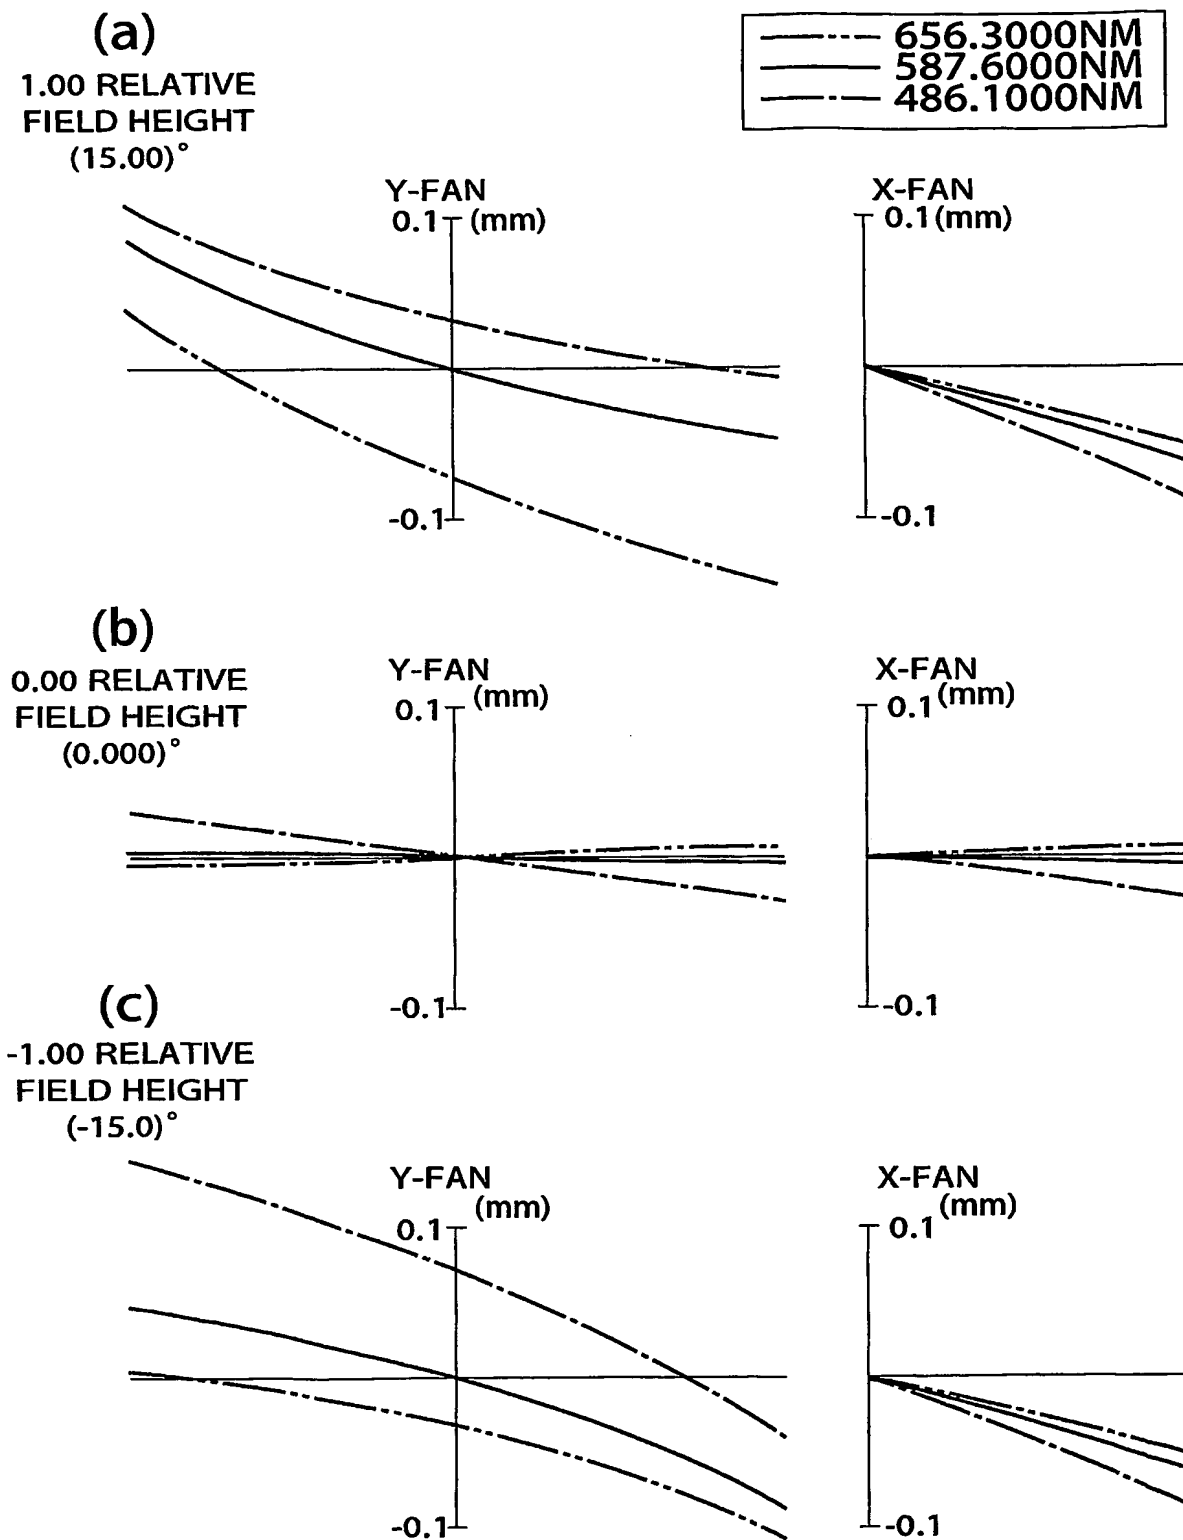 (a)
1.00 RELATIVE
FIELD HEIGHT
(15.00)°
656.3000NM
587.6000NM
486.1000NM
Y-FAN
0.1 (mm)
-0.1
X-FAN
0.1 (mm)
-0.1
(b)
0.00 RELATIVE
FIELD HEIGHT
(0.000)°
Y-FAN
0.1 (mm)
-0.1
X-FAN
0.1 (mm)
-0.1
(c)
-1.00 RELATIVE
FIELD HEIGHT
(-15.0)°
Y-FAN
0.1 (mm)
-0.1
X-FAN
0.1 (mm)
-0.1